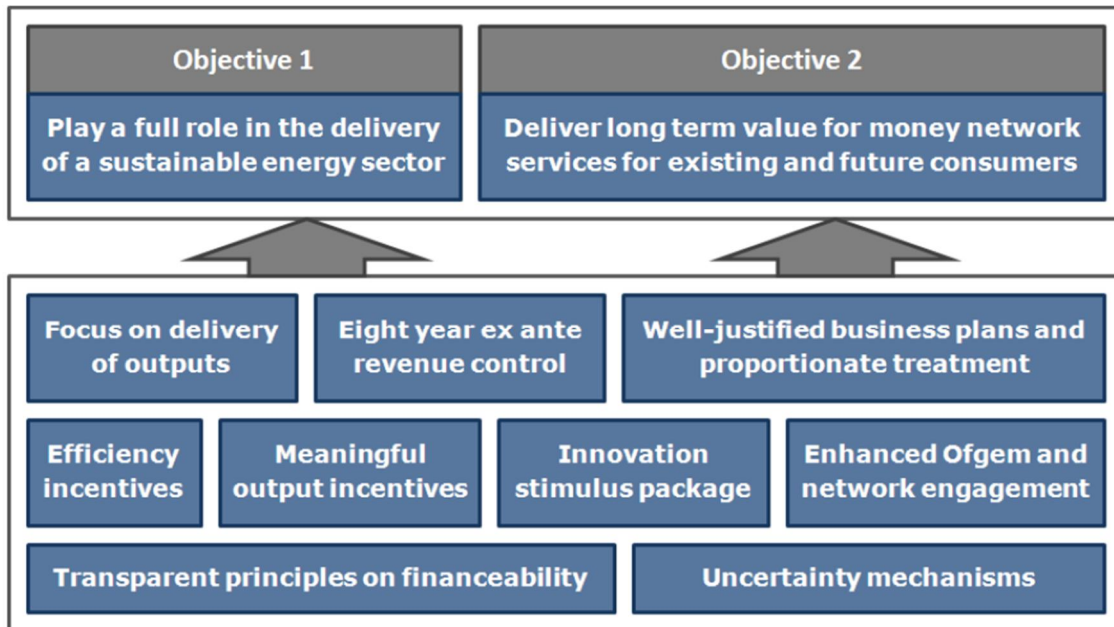 Objective 1
Play a full role in the delivery
of a sustainable energy sector
Objective 2
Deliver long term value for money network
services for existing and future consumers
Focus on delivery
of outputs
Eight year ex ante
revenue control
Well-justified business plans and
proportionate treatment
Efficiency
incentives
Meaningful
output incentives
Innovation
stimulus package
Enhanced Ofgem and
network engagement
Transparent principles on financeability
Uncertainty mechanisms